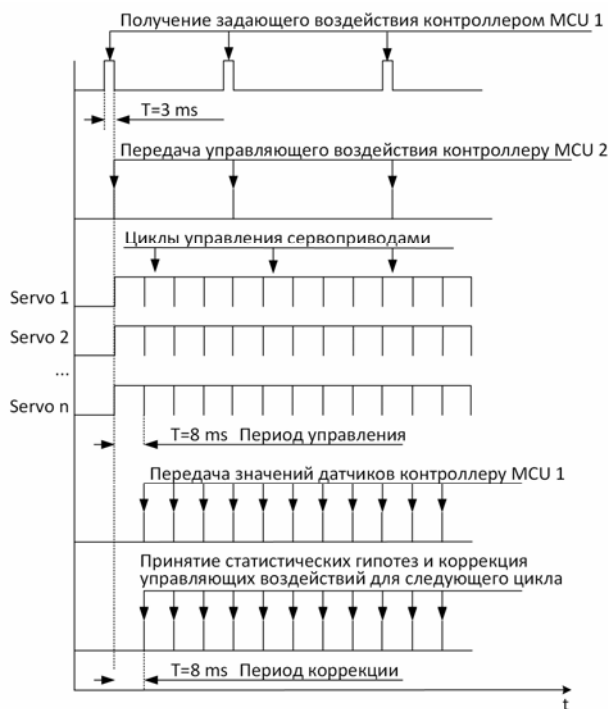 Получение задающего воздействия контроллером MCU 1
T=3 ms
Передача управляющего воздействия контроллеру MCU 2
Циклы управления сервоприводами
Servo 1
Servo 2
...
Servo n
T=8 ms Период управления
Передача значений датчиков контроллеру MCU 1
Принятие статистических гипотез и коррекция
управляющих воздействий для следующего цикла
T=8 ms Период коррекции
t